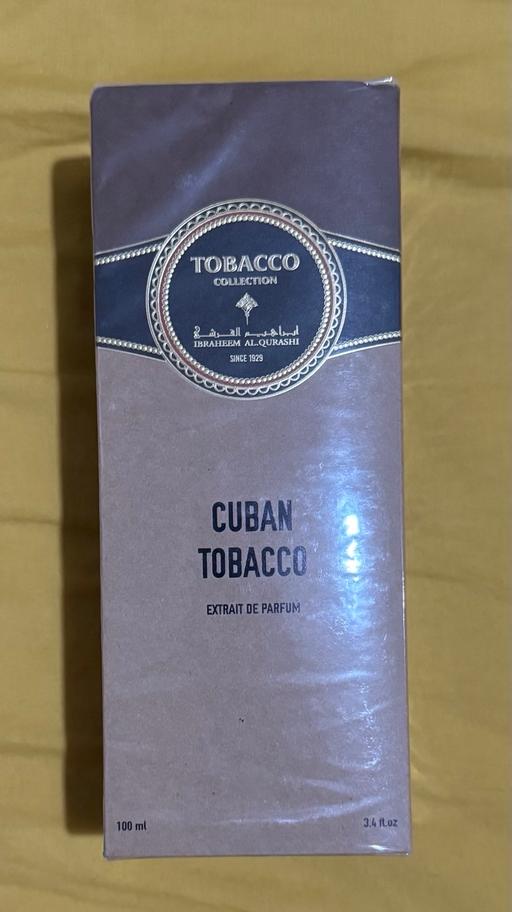 TOBACCO
COLLECTION
ابراهيم القرشي
IBRAHEEM AL.QURASHI
SINCE 1929
CUBAN
TOBACCO
EXTRAIT DE PARFUM
100 ml
3.4 fl.oz